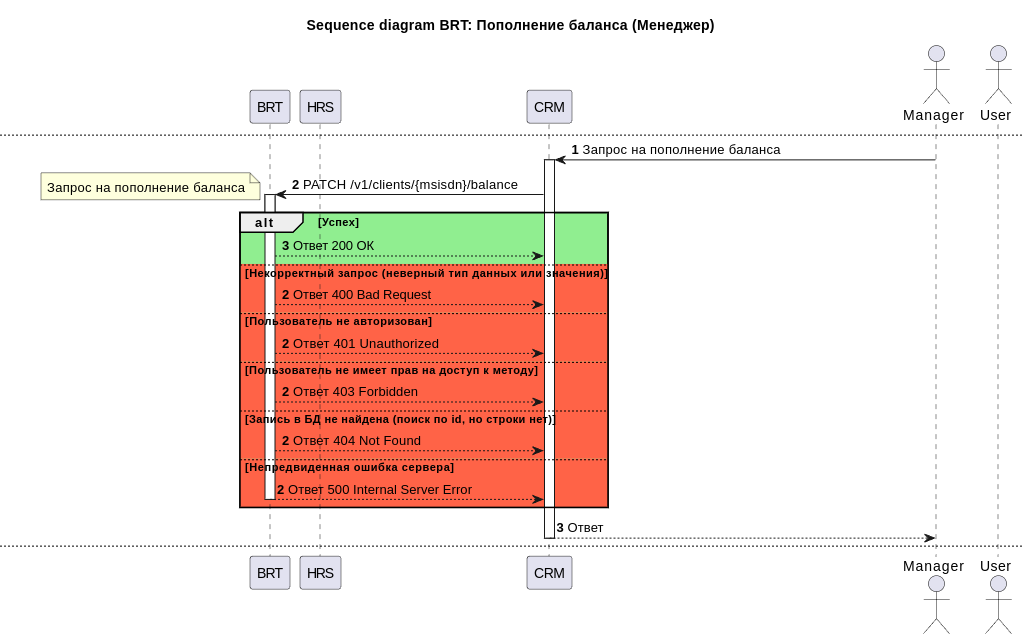 Sequence diagram BRT: Пополнение баланса (Менеджер)
BRT
HRS
CRM
Manager
User
1 Запрос на пополнение баланса
2 PATCH /v1/clients/{msisdn}/balance
Запрос на пополнение баланса
alt
[Успех]
3 Ответ 200 ОК
[Некорректный запрос (неверный тип данных или значения)]
2 Ответ 400 Bad Request
[Пользователь не авторизован]
2 Ответ 401 Unauthorized
[Пользователь не имеет прав на доступ к методу]
2 Ответ 403 Forbidden
[Запись в БД не найдена (поиск по id, но строки нет)]
2 Ответ 404 Not Found
[Непредвиденная ошибка сервера]
2 Ответ 500 Internal Server Error
3 Ответ
BRT
HRS
CRM
Manager
User